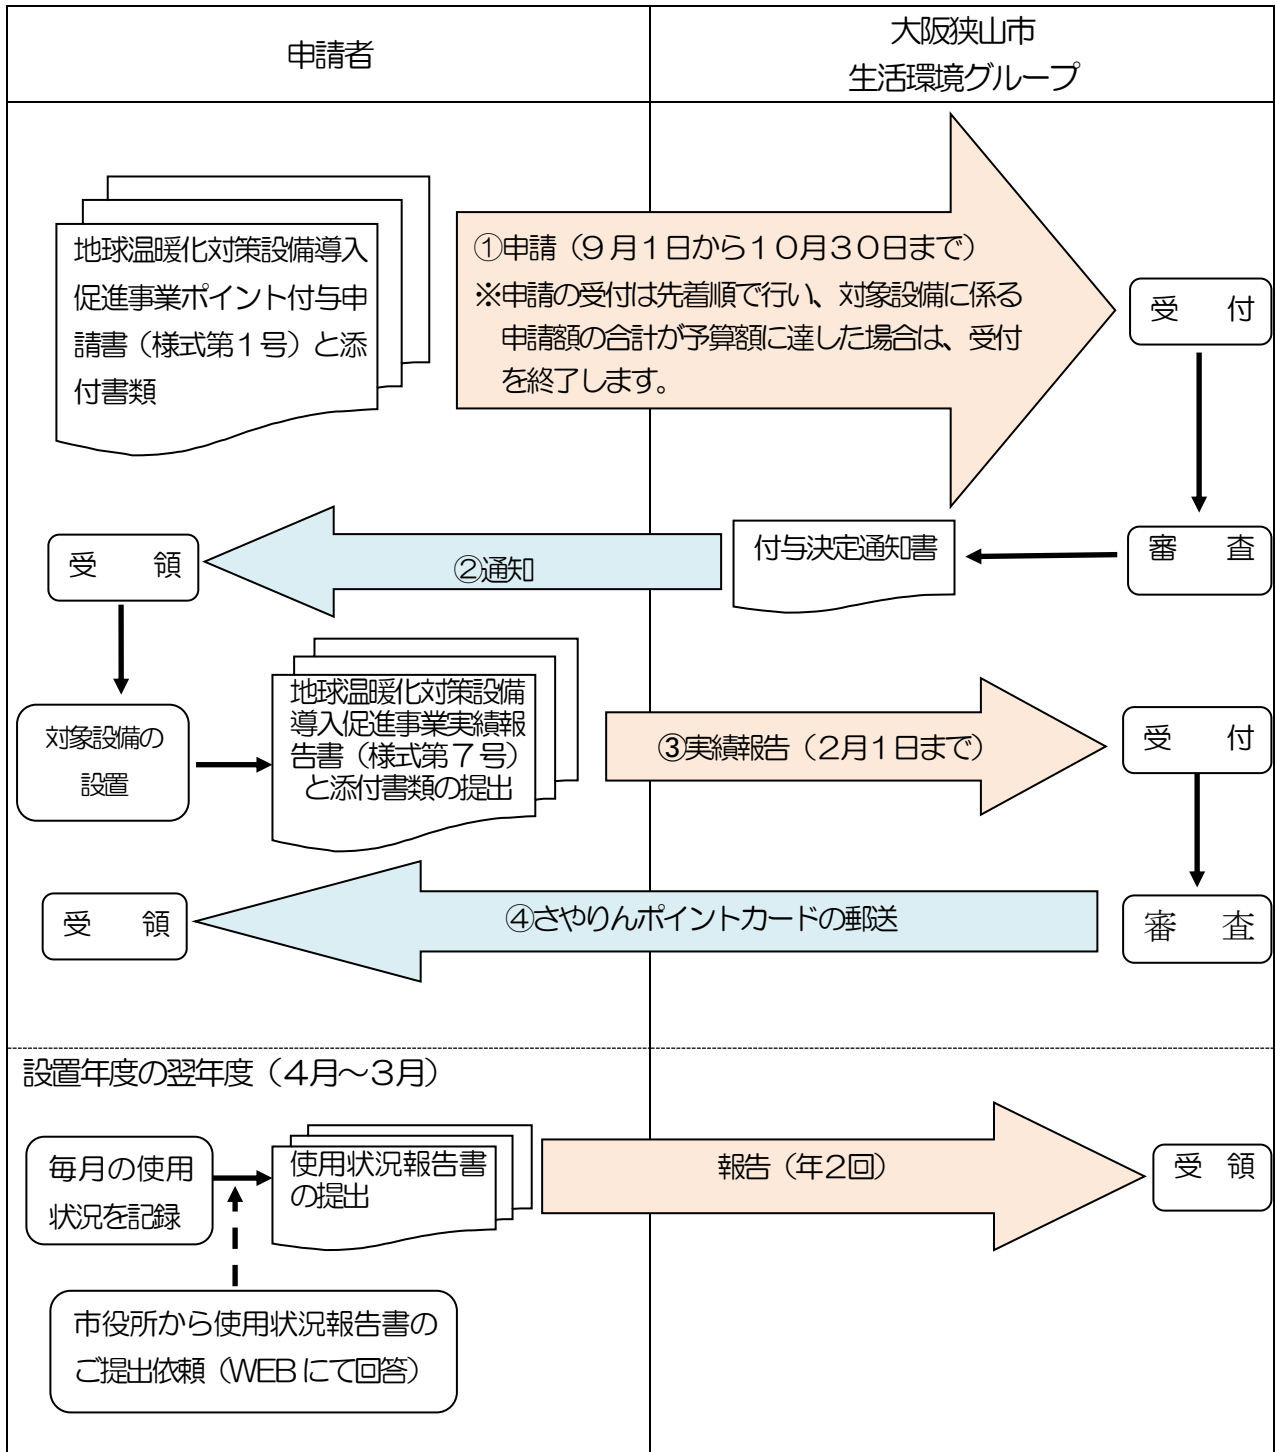 申請者
大阪狭山市
生活環境グループ
地球温暖化対策設備導入
促進事業ポイント付与申
請書（様式第１号）と添
付書類
①申請（９月１日から１０月３０日まで）
※申請の受付は先着順で行い、対象設備に係る
申請額の合計が予算額に達した場合は、受付
を終了します。
受　付
審　査
付与決定通知書
②通知
受　領
対象設備の
設置
地球温暖化対策設備
導入促進事業実績報
告書（様式第７号）
と添付書類の提出
③実績報告（２月１日まで）
受　付
審　査
④さやりんポイントカードの郵送
受　領
設置年度の翌年度（４月～３月）
毎月の使用
状況を記録
使用状況報告書
の提出
報告（年２回）
受　領
市役所から使用状況報告書の
ご提出依頼（WEBにて回答）